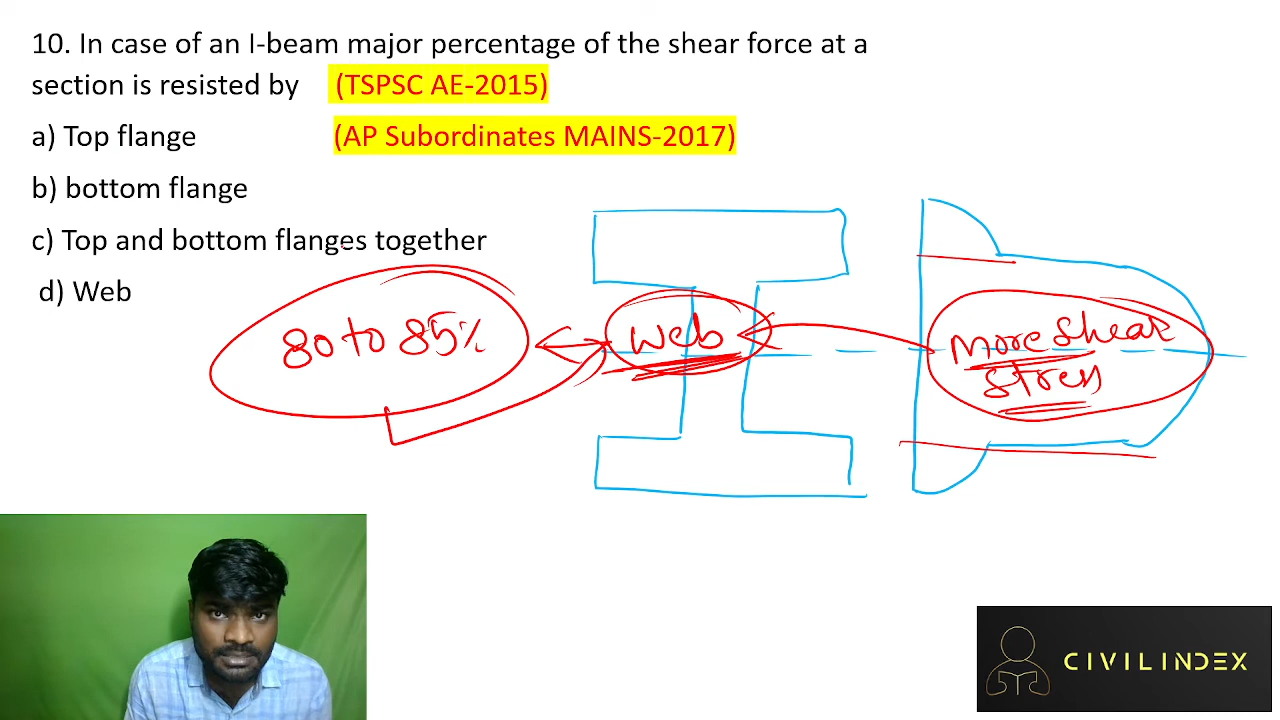 10. In case of an I-beam major percentage of the shear force at a
section is resisted by (TSPSC AE-2015)
a) Top flange (AP Subordinates MAINS-2017)
b) bottom flange
c) Top and bottom flanges together
d) Web
80 to 85%
web
more shear
stress
CIVILINDEX